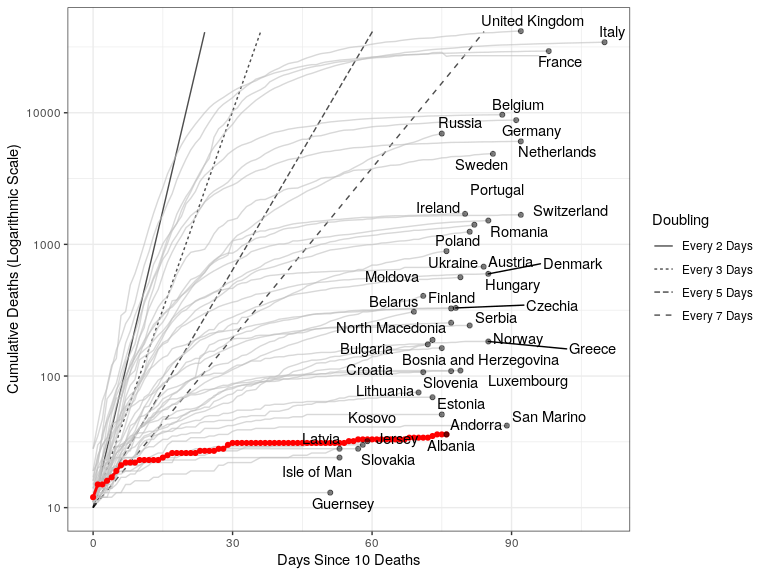 United Kingdom
Italy
France
Belgium
Russia
Germany
Netherlands
Sweden
Portugal
Ireland
Switzerland
Romania
Poland
Ukraine
Austria
Denmark
Moldova
Hungary
Belarus
Finland
Czechia
Serbia
North Macedonia
Norway
Bulgaria
Greece
Bosnia and Herzegovina
Croatia
Slovenia
Luxembourg
Lithuania
Estonia
Kosovo
San Marino
Andorra
Latvia
Jersey
Albania
Slovakia
Isle of Man
Guernsey
10000
1000
100
10
0
30
60
90
Days Since 10 Deaths
Cumulative Deaths (Logarithmic Scale)
Doubling
Every 2 Days
Every 3 Days
Every 5 Days
Every 7 Days